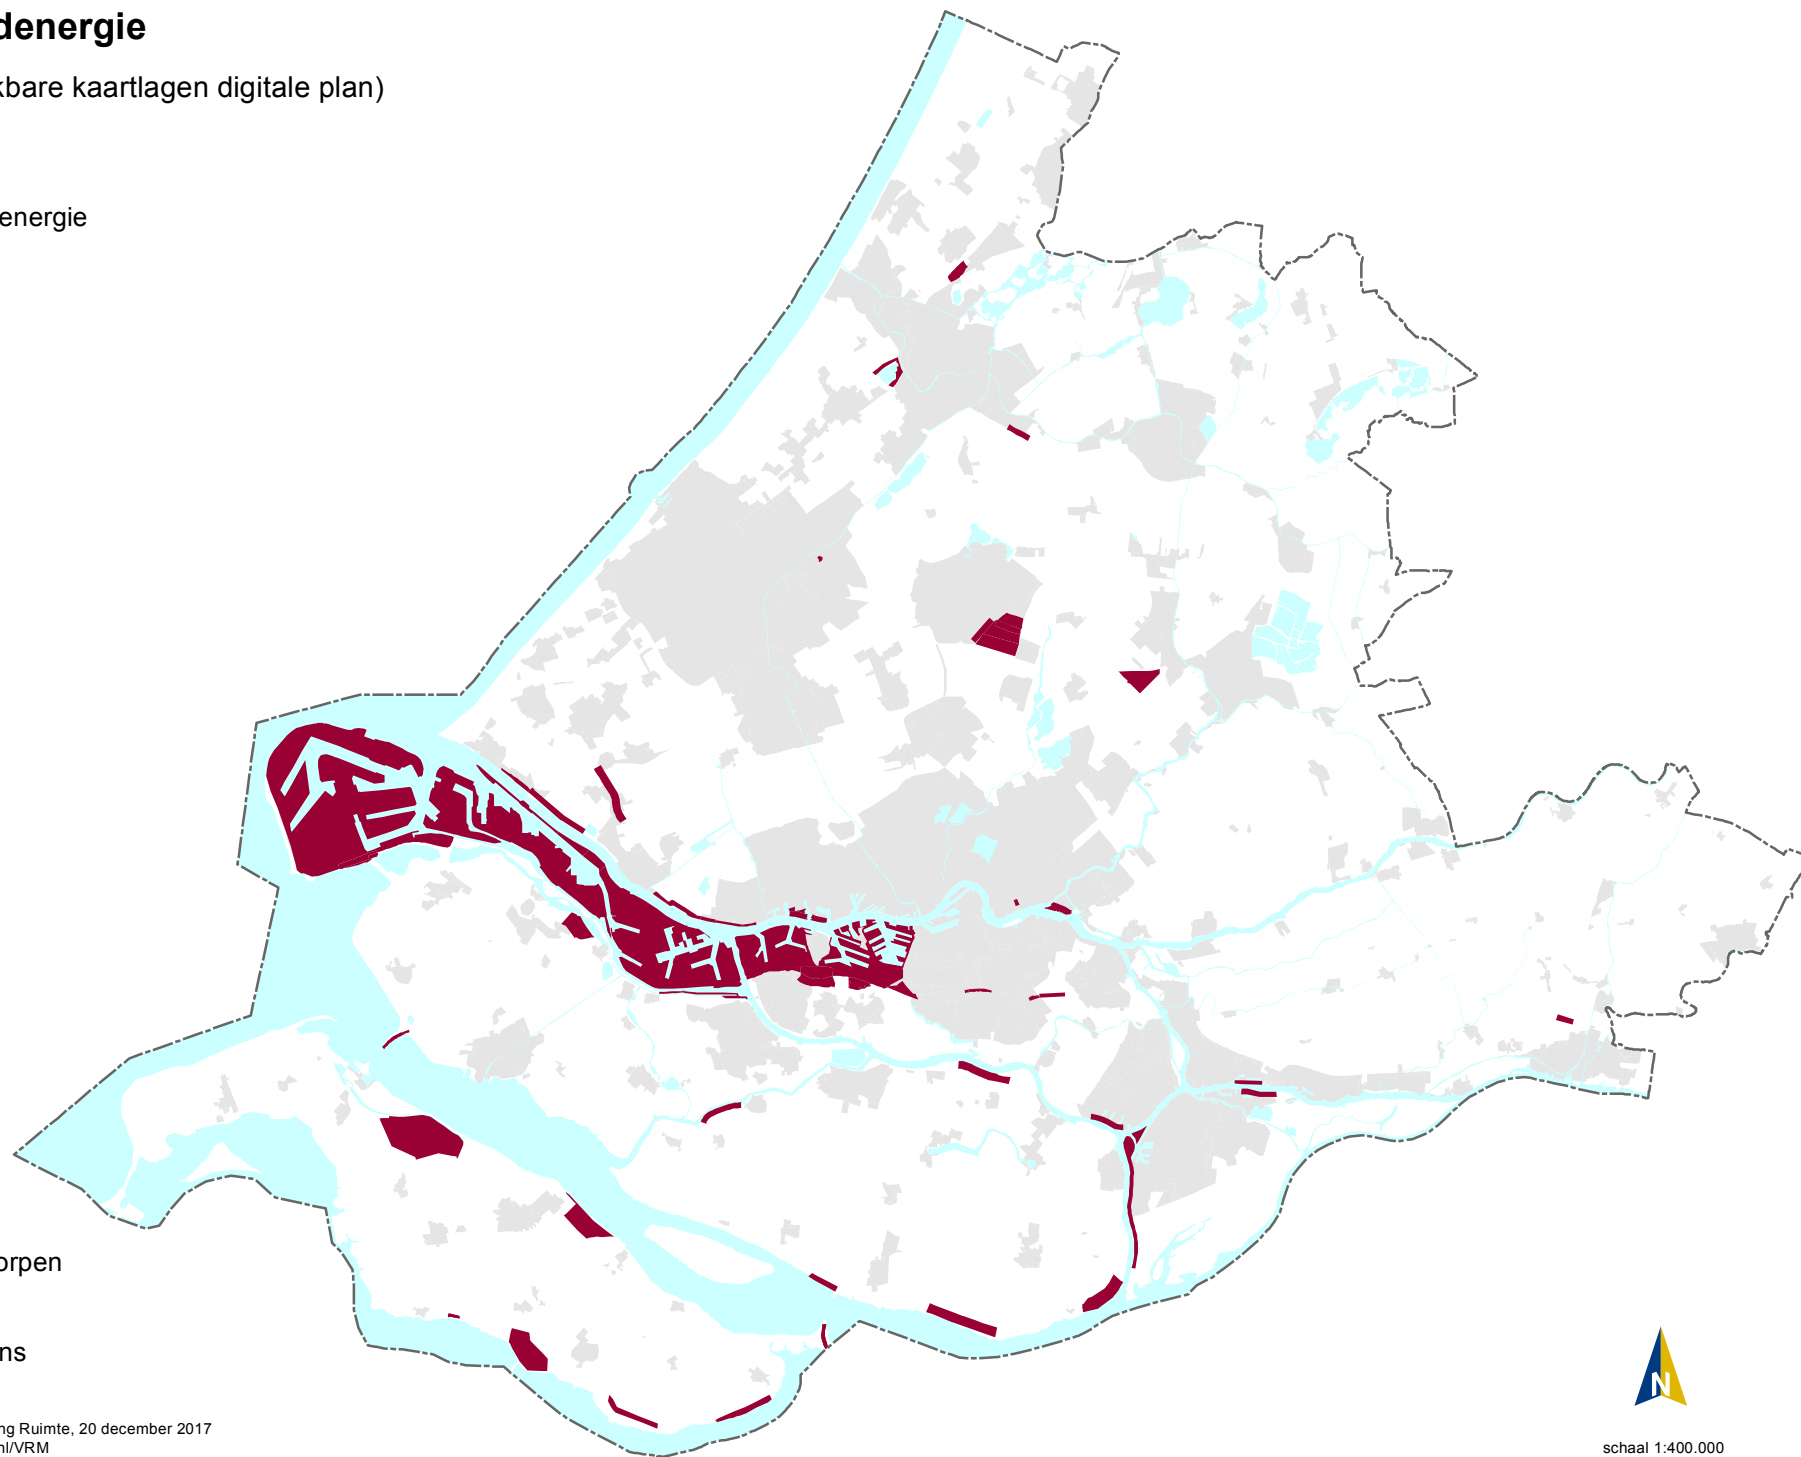 denergie
kbare kaartlagen digitale plan)
energie
orpen
ns
ng Ruimte, 20 december 2017
nl/VRM
N
schaal 1:400.000